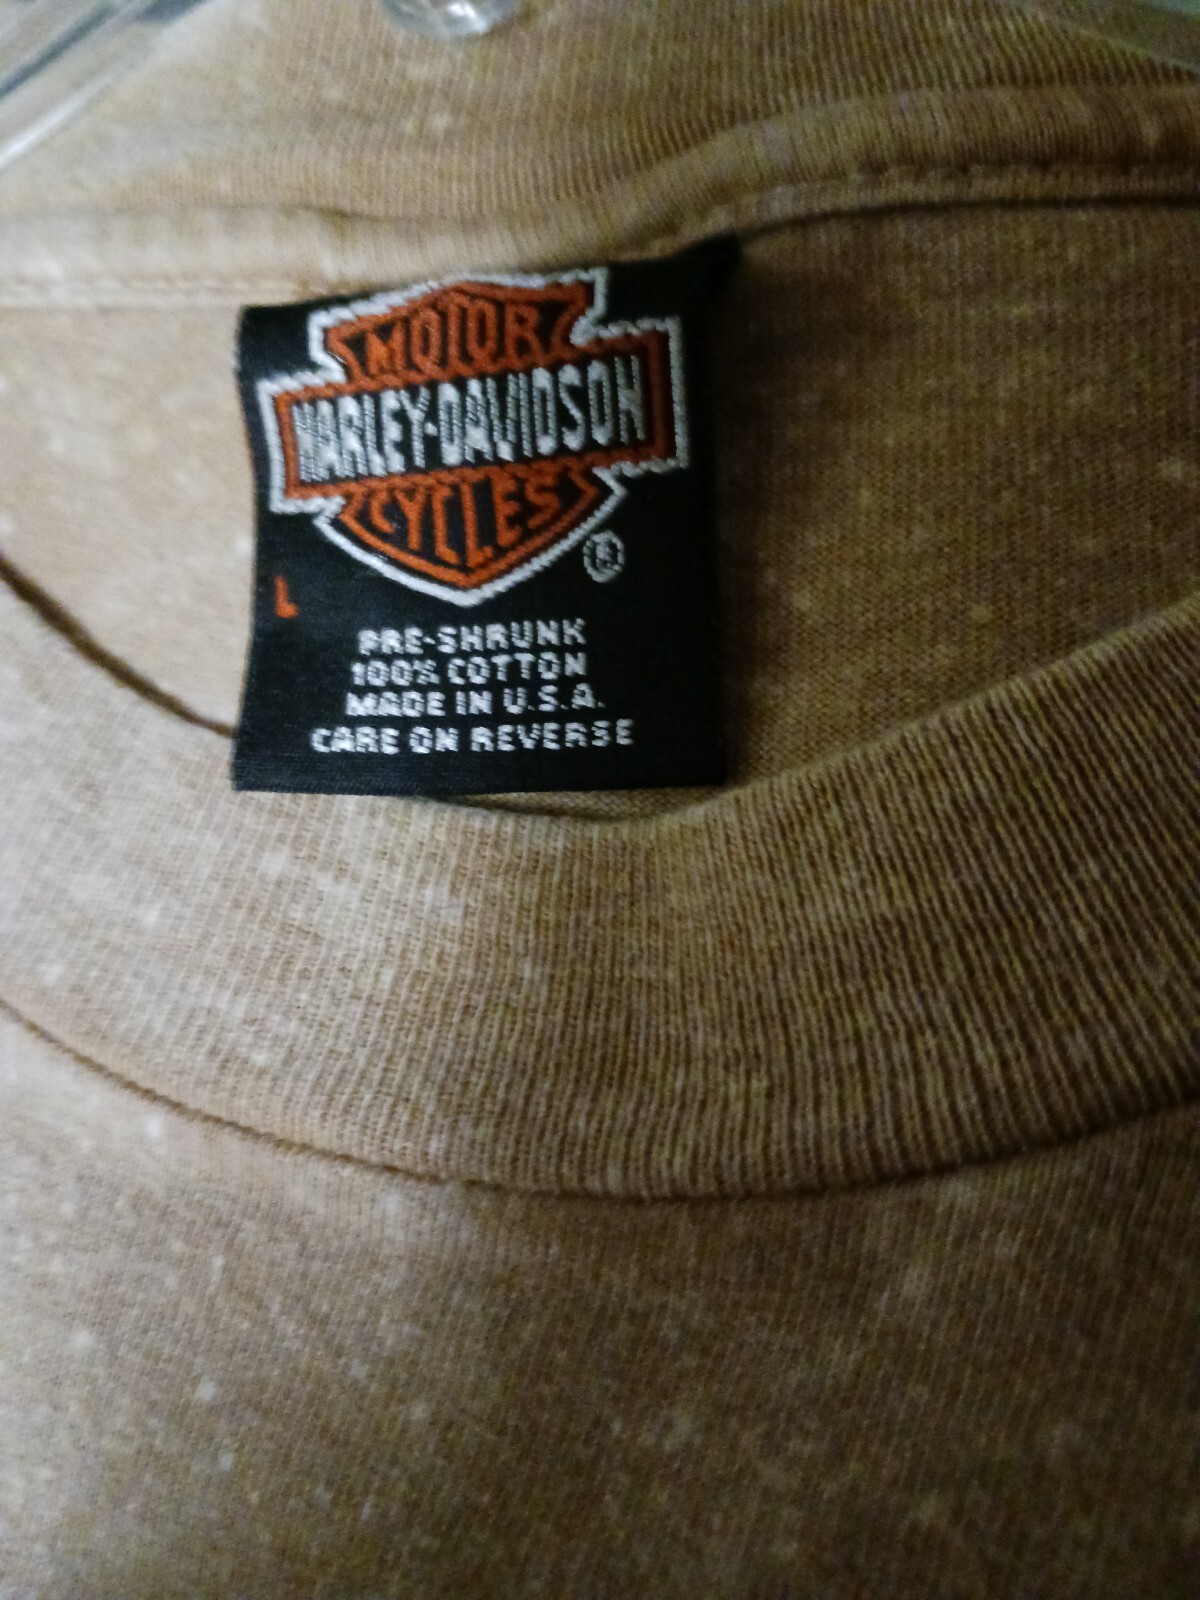 MOTOR
HARLEY-DAVIDSON
CYCLES
®
L
PRE-SHRUNK
100% COTTON
MADE IN U.S.A.
CARE ON REVERSE